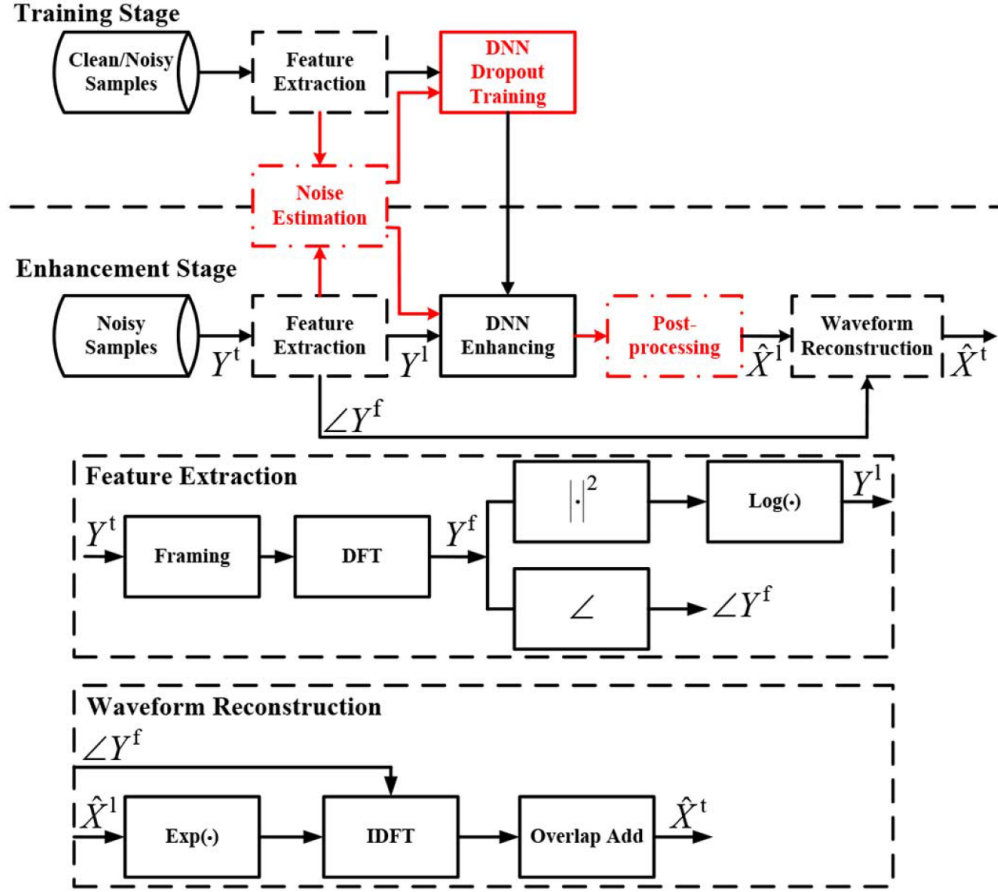 Training Stage
Clean/Noisy
Samples
Feature
Extraction
DNN
Dropout
Training
Noise
Estimation
Enhancement Stage
Noisy
Samples
Y^t
Feature
Extraction
Y^l
DNN
Enhancing
Post-
processing
X̂^l
Waveform
Reconstruction
X̂^t
∠Y^f
Feature Extraction
Y^t
Framing
DFT
Y^f
|·|^2
Log(·)
Y^l
∠
∠Y^f
Waveform Reconstruction
∠Y^f
X̂^l
Exp(·)
IDFT
Overlap Add
X̂^t